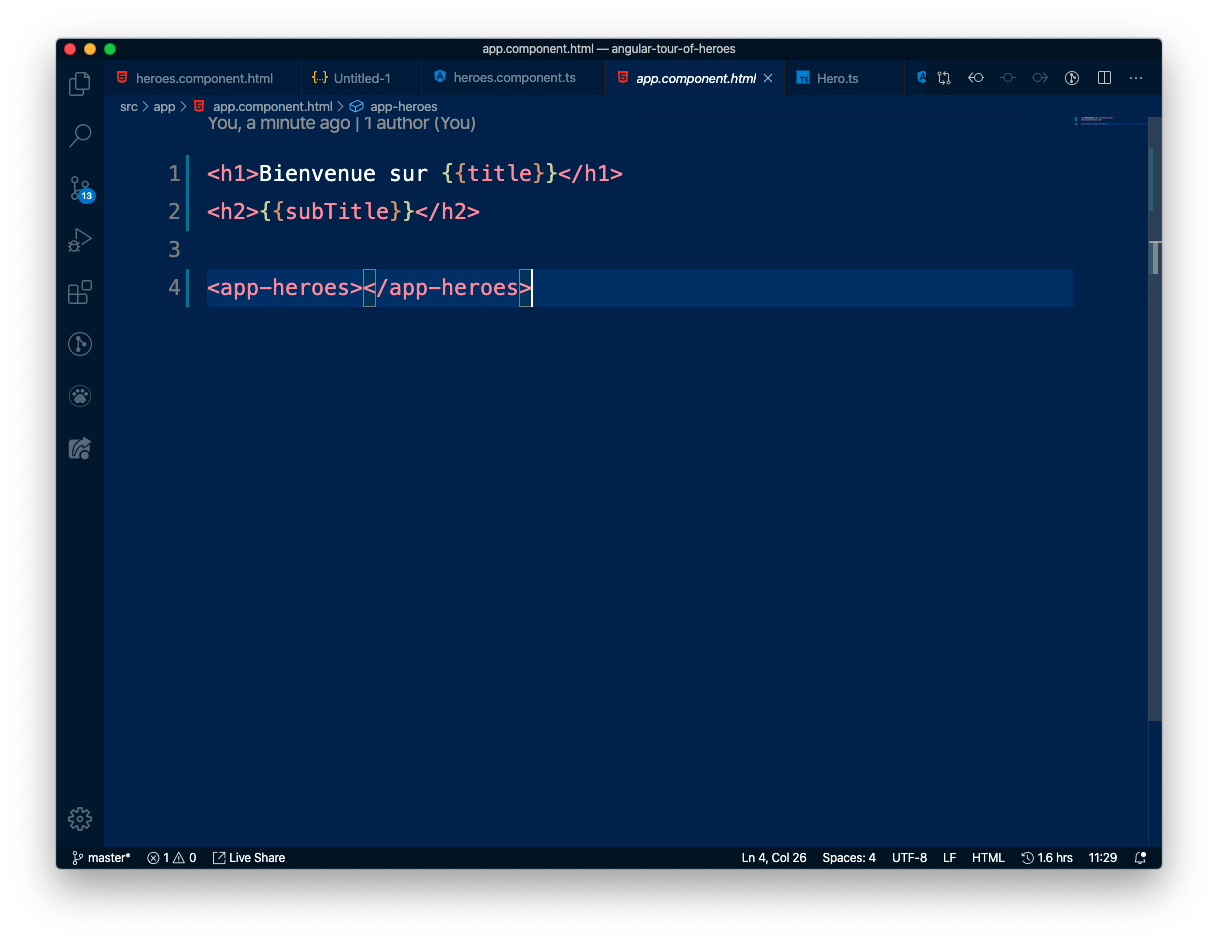 app.component.html — angular-tour-of-heroes
heroes.component.html
{..} Untitled-1
heroes.component.ts
app.component.html
Hero.ts
src > app > app.component.html > app-heroes
You, a minute ago | 1 author (You)
1 <h1>Bienvenue sur {{title}}</h1>
2 <h2>{{subTitle}}</h2>
3
4 <app-heroes></app-heroes>
13
master* 1 0 Live Share Ln 4, Col 26 Spaces: 4 UTF-8 LF HTML 1.6 hrs 11:29